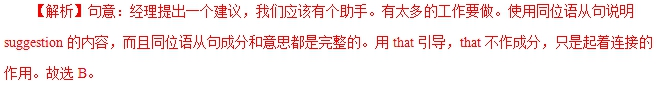 【解析】句意：经理提出一个建议，我们应该有个助手。有太多的工作要做。使用同位语从句说明
suggestion 的内容，而且同位语从句成分和意思都是完整的。用 that 引导，that 不作成分，只是起着连接的
作用。故选 B。